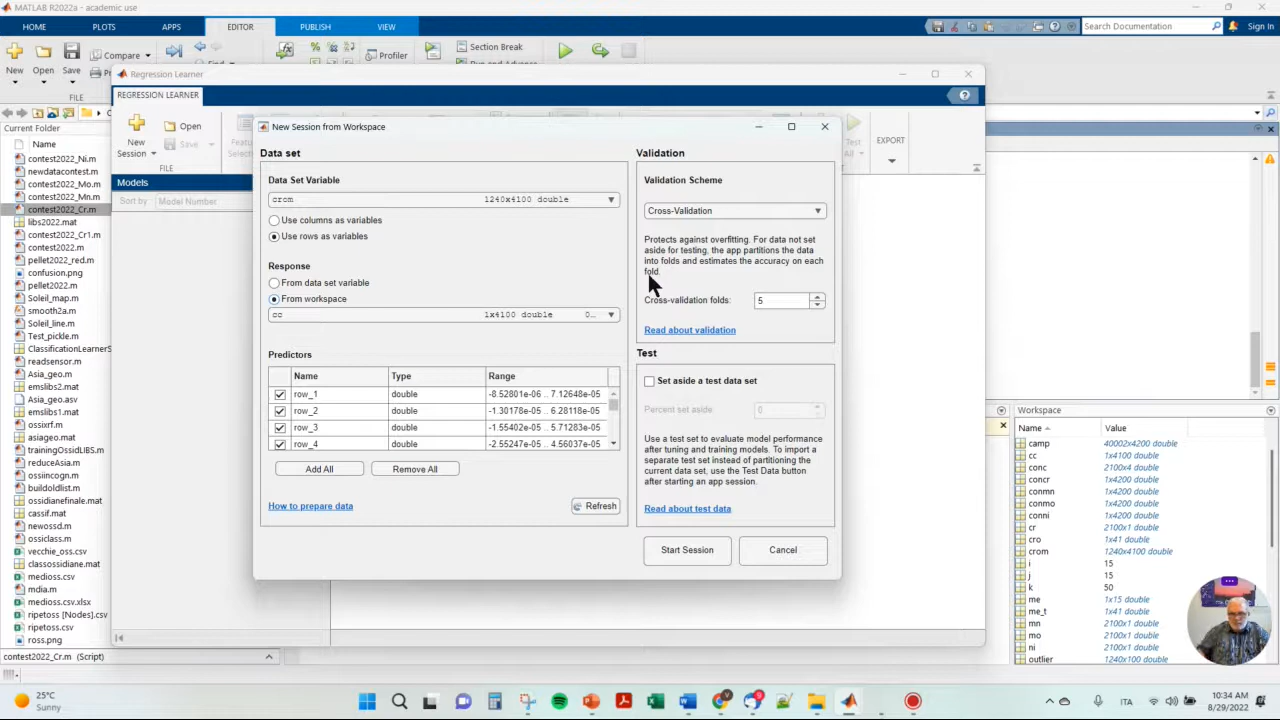 MATLAB R2022a - academic use
HOME PLOTS APPS EDITOR PUBLISH VIEW
Search Documentation Sign In
New Open Save Compare Profiler Section Break
FILE
Regression Learner
REGRESSION LEARNER
New Session Open Save
FILE
Test All
EXPORT
Models
Sort by Model Number
Current Folder
Name
contest2022_Ni.m
newdatacontest.m
contest2022_Mo.m
contest2022_Mn.m
contest2022_Cr.m
libs2022.mat
contest2022_Cr1.m
contest2022.m
pellet2022_red.m
confusion.png
pellet2022.m
Soleil_map.m
smooth2a.m
Soleil_line.m
Test_pickle.m
ClassificationLearnerS
readsensor.m
Asia_geo.m
emslibs2.mat
Asia_geo.asv
emslibs1.mat
ossixrf.m
asiageo.mat
trainingOssidLIBS.m
reduceAsia.m
ossiincogn.m
buildoldlist.m
ossidianefinale.mat
cassif.mat
newossd.m
ossiclass.m
vecchie_oss.csv
classossidiane.mat
medioss.csv
mdia.m
medioss.csv.xlsx
ripetoss [Nodes].csv
ripetoss.csv
ross.png
contest2022_Cr.m (Script)
New Session from Workspace
Data set
Data Set Variable
crom 1240x4100 double
Use columns as variables
Use rows as variables
Response
From data set variable
From workspace
cc 1x4100 double 0...
Predictors
Name Type Range
row_1 double -8.52801e-06 .. 7.12648e-05
row_2 double -1.30178e-05 .. 6.28118e-05
row_3 double -1.55402e-05 .. 5.71283e-05
row_4 double -2.55247e-05 .. 4.56037e-05
Add All Remove All
How to prepare data Refresh
Validation
Validation Scheme
Cross-Validation
Protects against overfitting. For data not set
aside for testing, the app partitions the data
into folds and estimates the accuracy on each
fold.
Cross-validation folds: 5
Read about validation
Test
Set aside a test data set
Percent set aside 0
Use a test set to evaluate model performance
after tuning and training models. To import a
separate test set instead of partitioning the
current data set, use the Test Data button
after starting an app session.
Read about test data
Start Session Cancel
Workspace
Name Value
camp 40002x4200 double
cc 1x4100 double
conc 2100x4 double
concr 1x4200 double
conmn 1x4200 double
conmo 1x4200 double
conni 1x4200 double
cr 2100x1 double
cro 1x41 double
crom 1240x4100 double
i 15
j 15
k 50
me 1x15 double
me_t 1x41 double
mn 2100x1 double
mo 2100x1 double
ni 2100x1 double
outlier 1240x100 double
25°C
Sunny
ITA
10:34 AM
8/29/2022